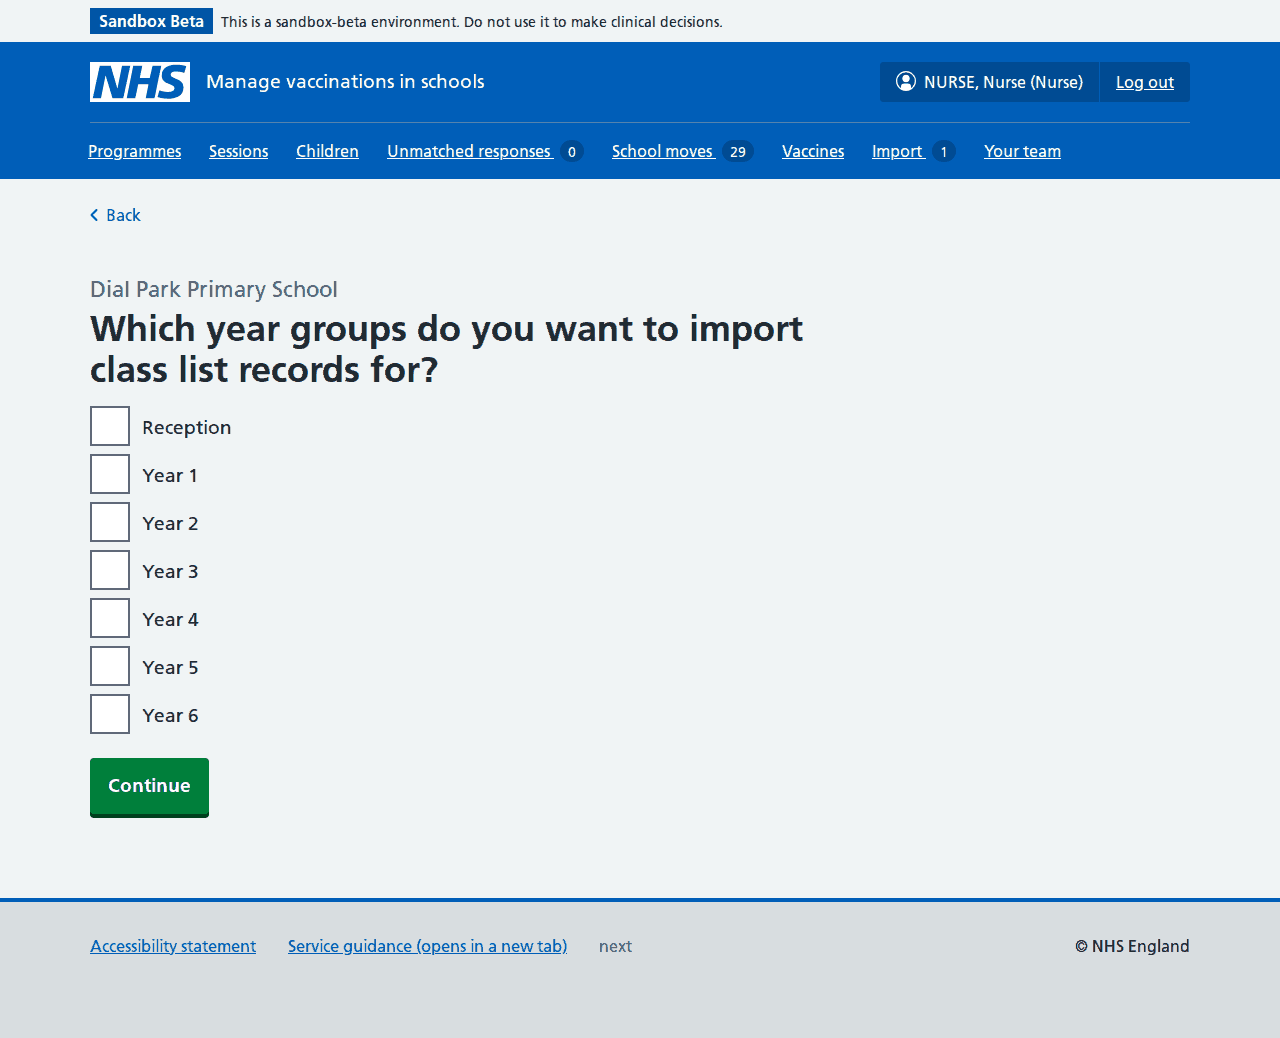 Sandbox Beta This is a sandbox-beta environment. Do not use it to make clinical decisions.
NHS Manage vaccinations in schools NURSE, Nurse (Nurse) Log out
Programmes Sessions Children Unmatched responses 0 School moves 29 Vaccines Import 1 Your team
Back
Dial Park Primary School
Which year groups do you want to import
class list records for?
Reception
Year 1
Year 2
Year 3
Year 4
Year 5
Year 6
Continue
Accessibility statement Service guidance (opens in a new tab) next © NHS England